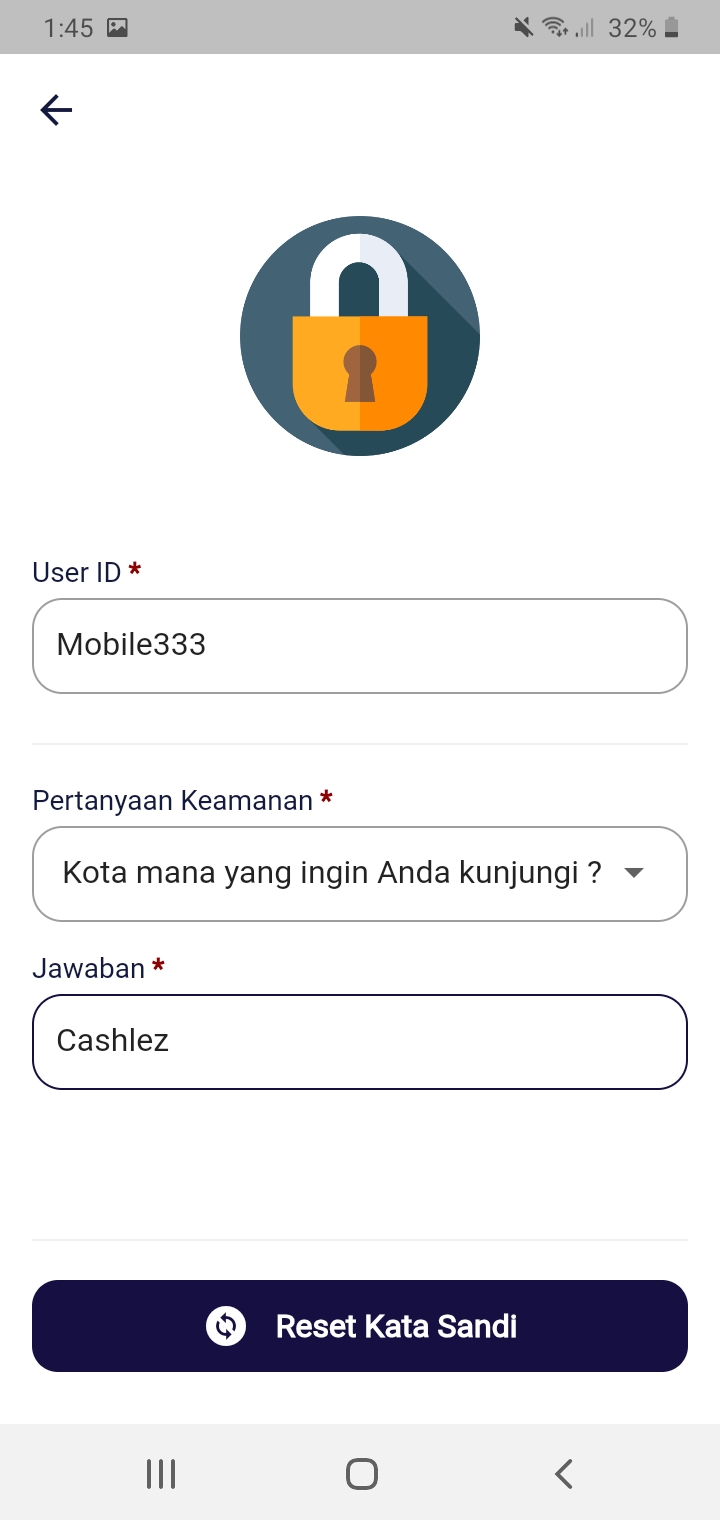 1:45
32%
User ID *
Mobile333
Pertanyaan Keamanan *
Kota mana yang ingin Anda kunjungi ?
Jawaban *
Cashlez
Reset Kata Sandi